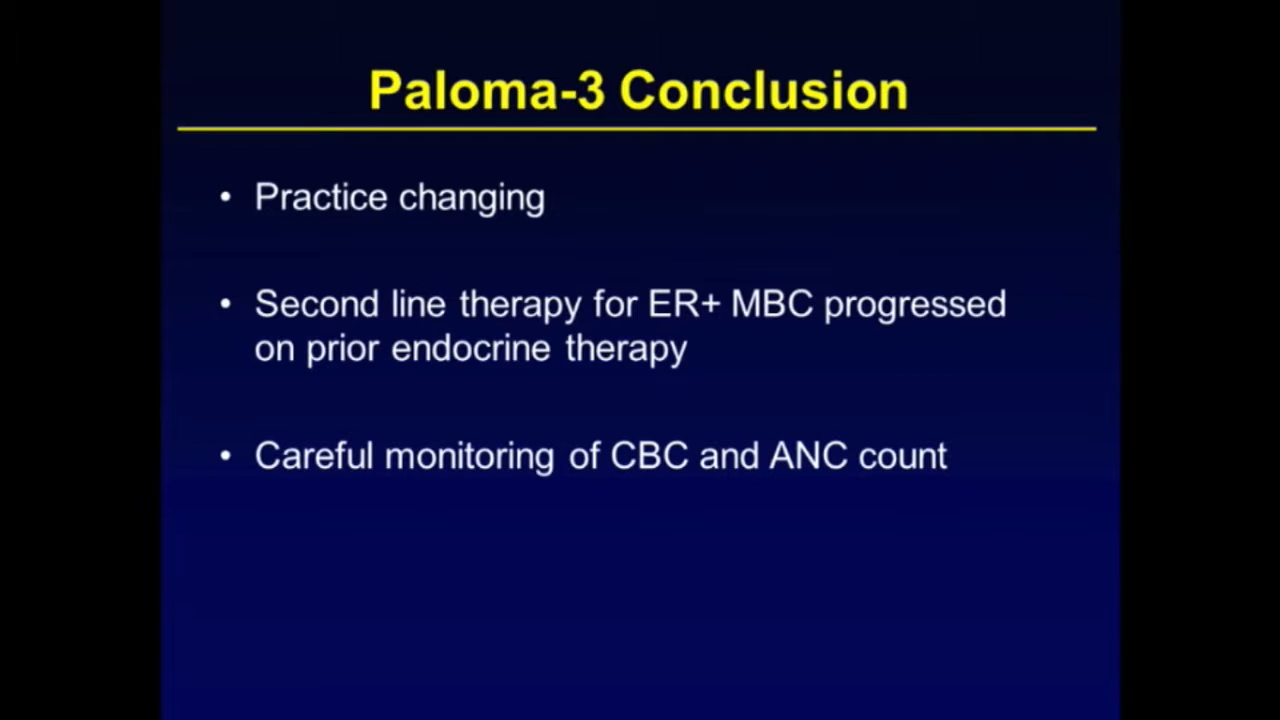 Paloma-3 Conclusion
• Practice changing
• Second line therapy for ER+ MBC progressed
on prior endocrine therapy
• Careful monitoring of CBC and ANC count